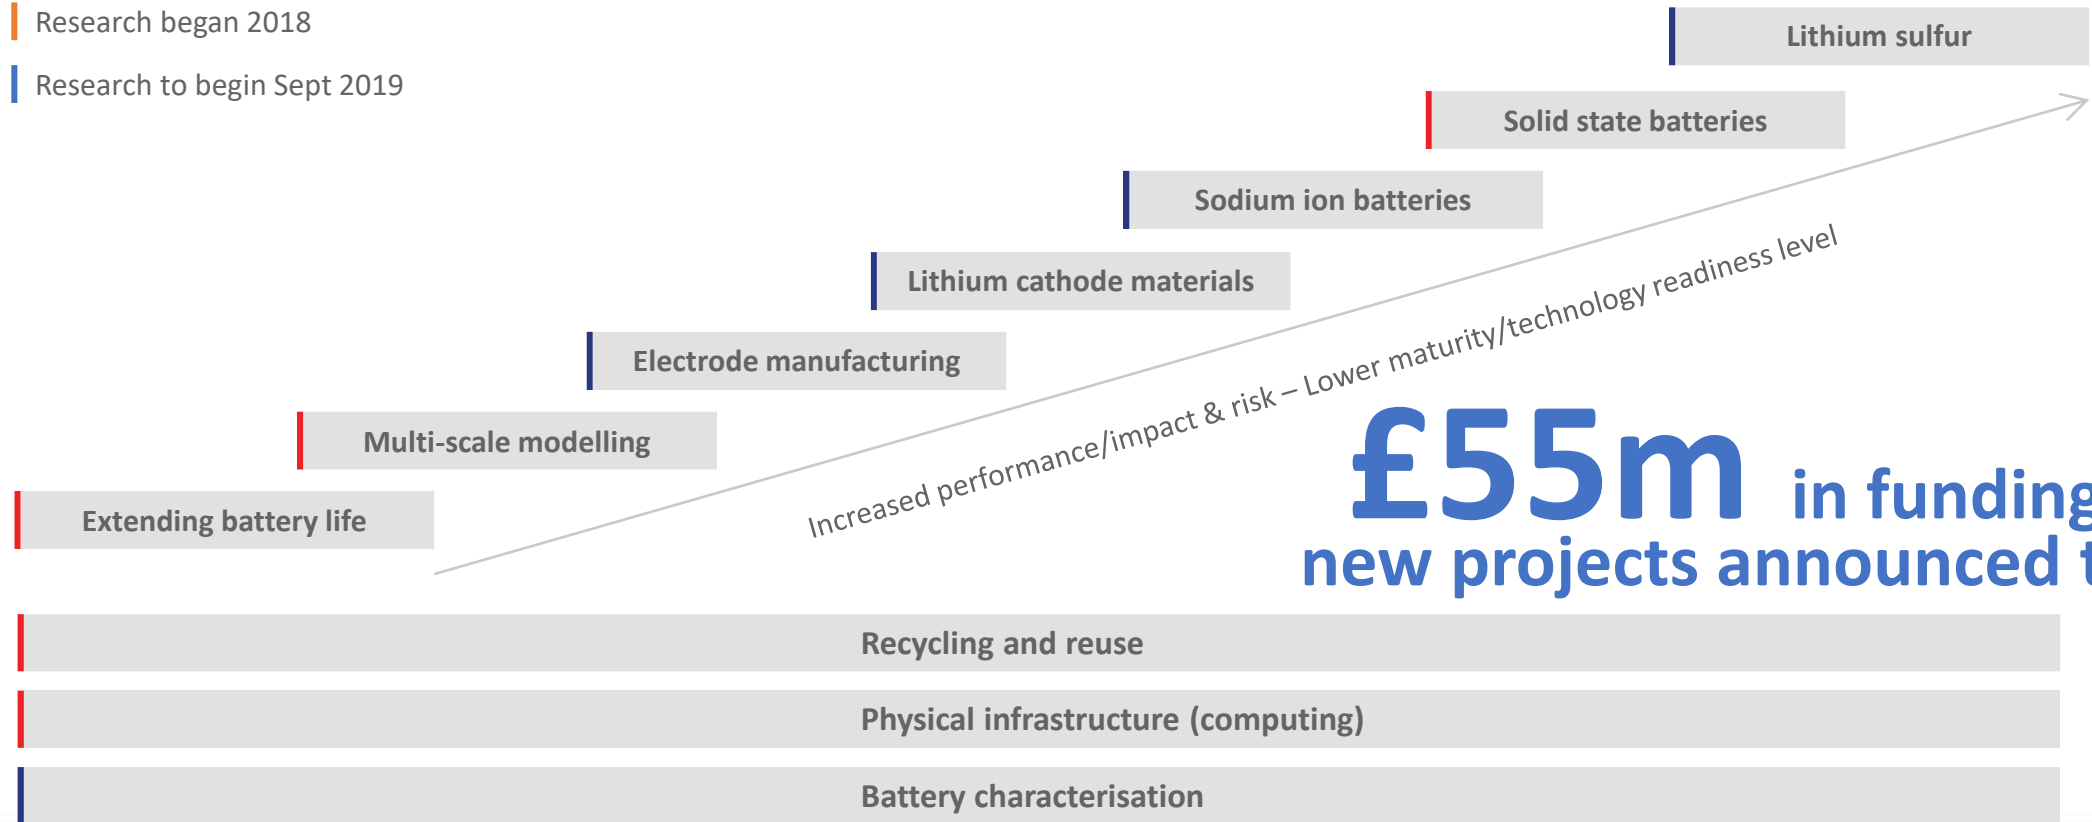 Research began 2018
Research to begin Sept 2019
Lithium sulfur
Solid state batteries
Sodium ion batteries
Lithium cathode materials
Electrode manufacturing
Multi-scale modelling
Extending battery life
Increased performance/impact & risk – Lower maturity/technology readiness level
£55m in funding
new projects announced
Recycling and reuse
Physical infrastructure (computing)
Battery characterisation